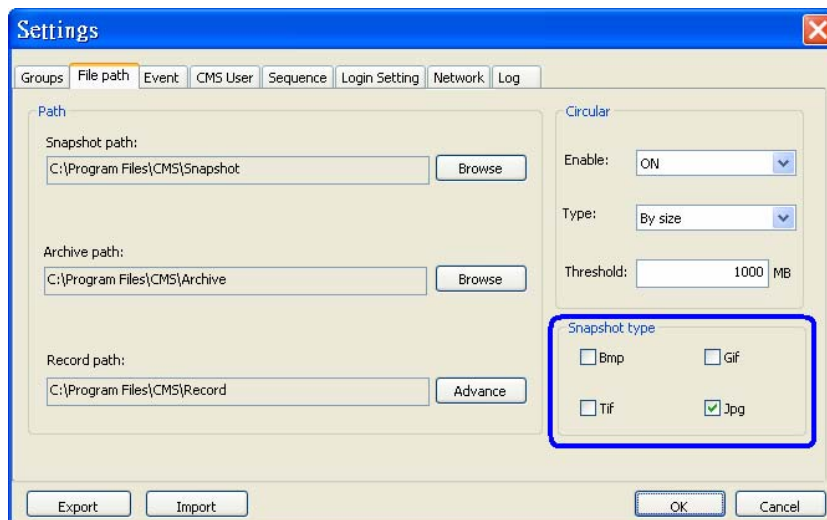 Settings
Groups File path Event CMS User Sequence Login Setting Network Log
Path
Snapshot path:
C:\Program Files\CMS\Snapshot Browse
Archive path:
C:\Program Files\CMS\Archive Browse
Record path:
C:\Program Files\CMS\Record Advance
Circular
Enable: ON
Type: By size
Threshold: 1000 MB
Snapshot type
Bmp Gif
Tif Jpg
Export Import OK Cancel